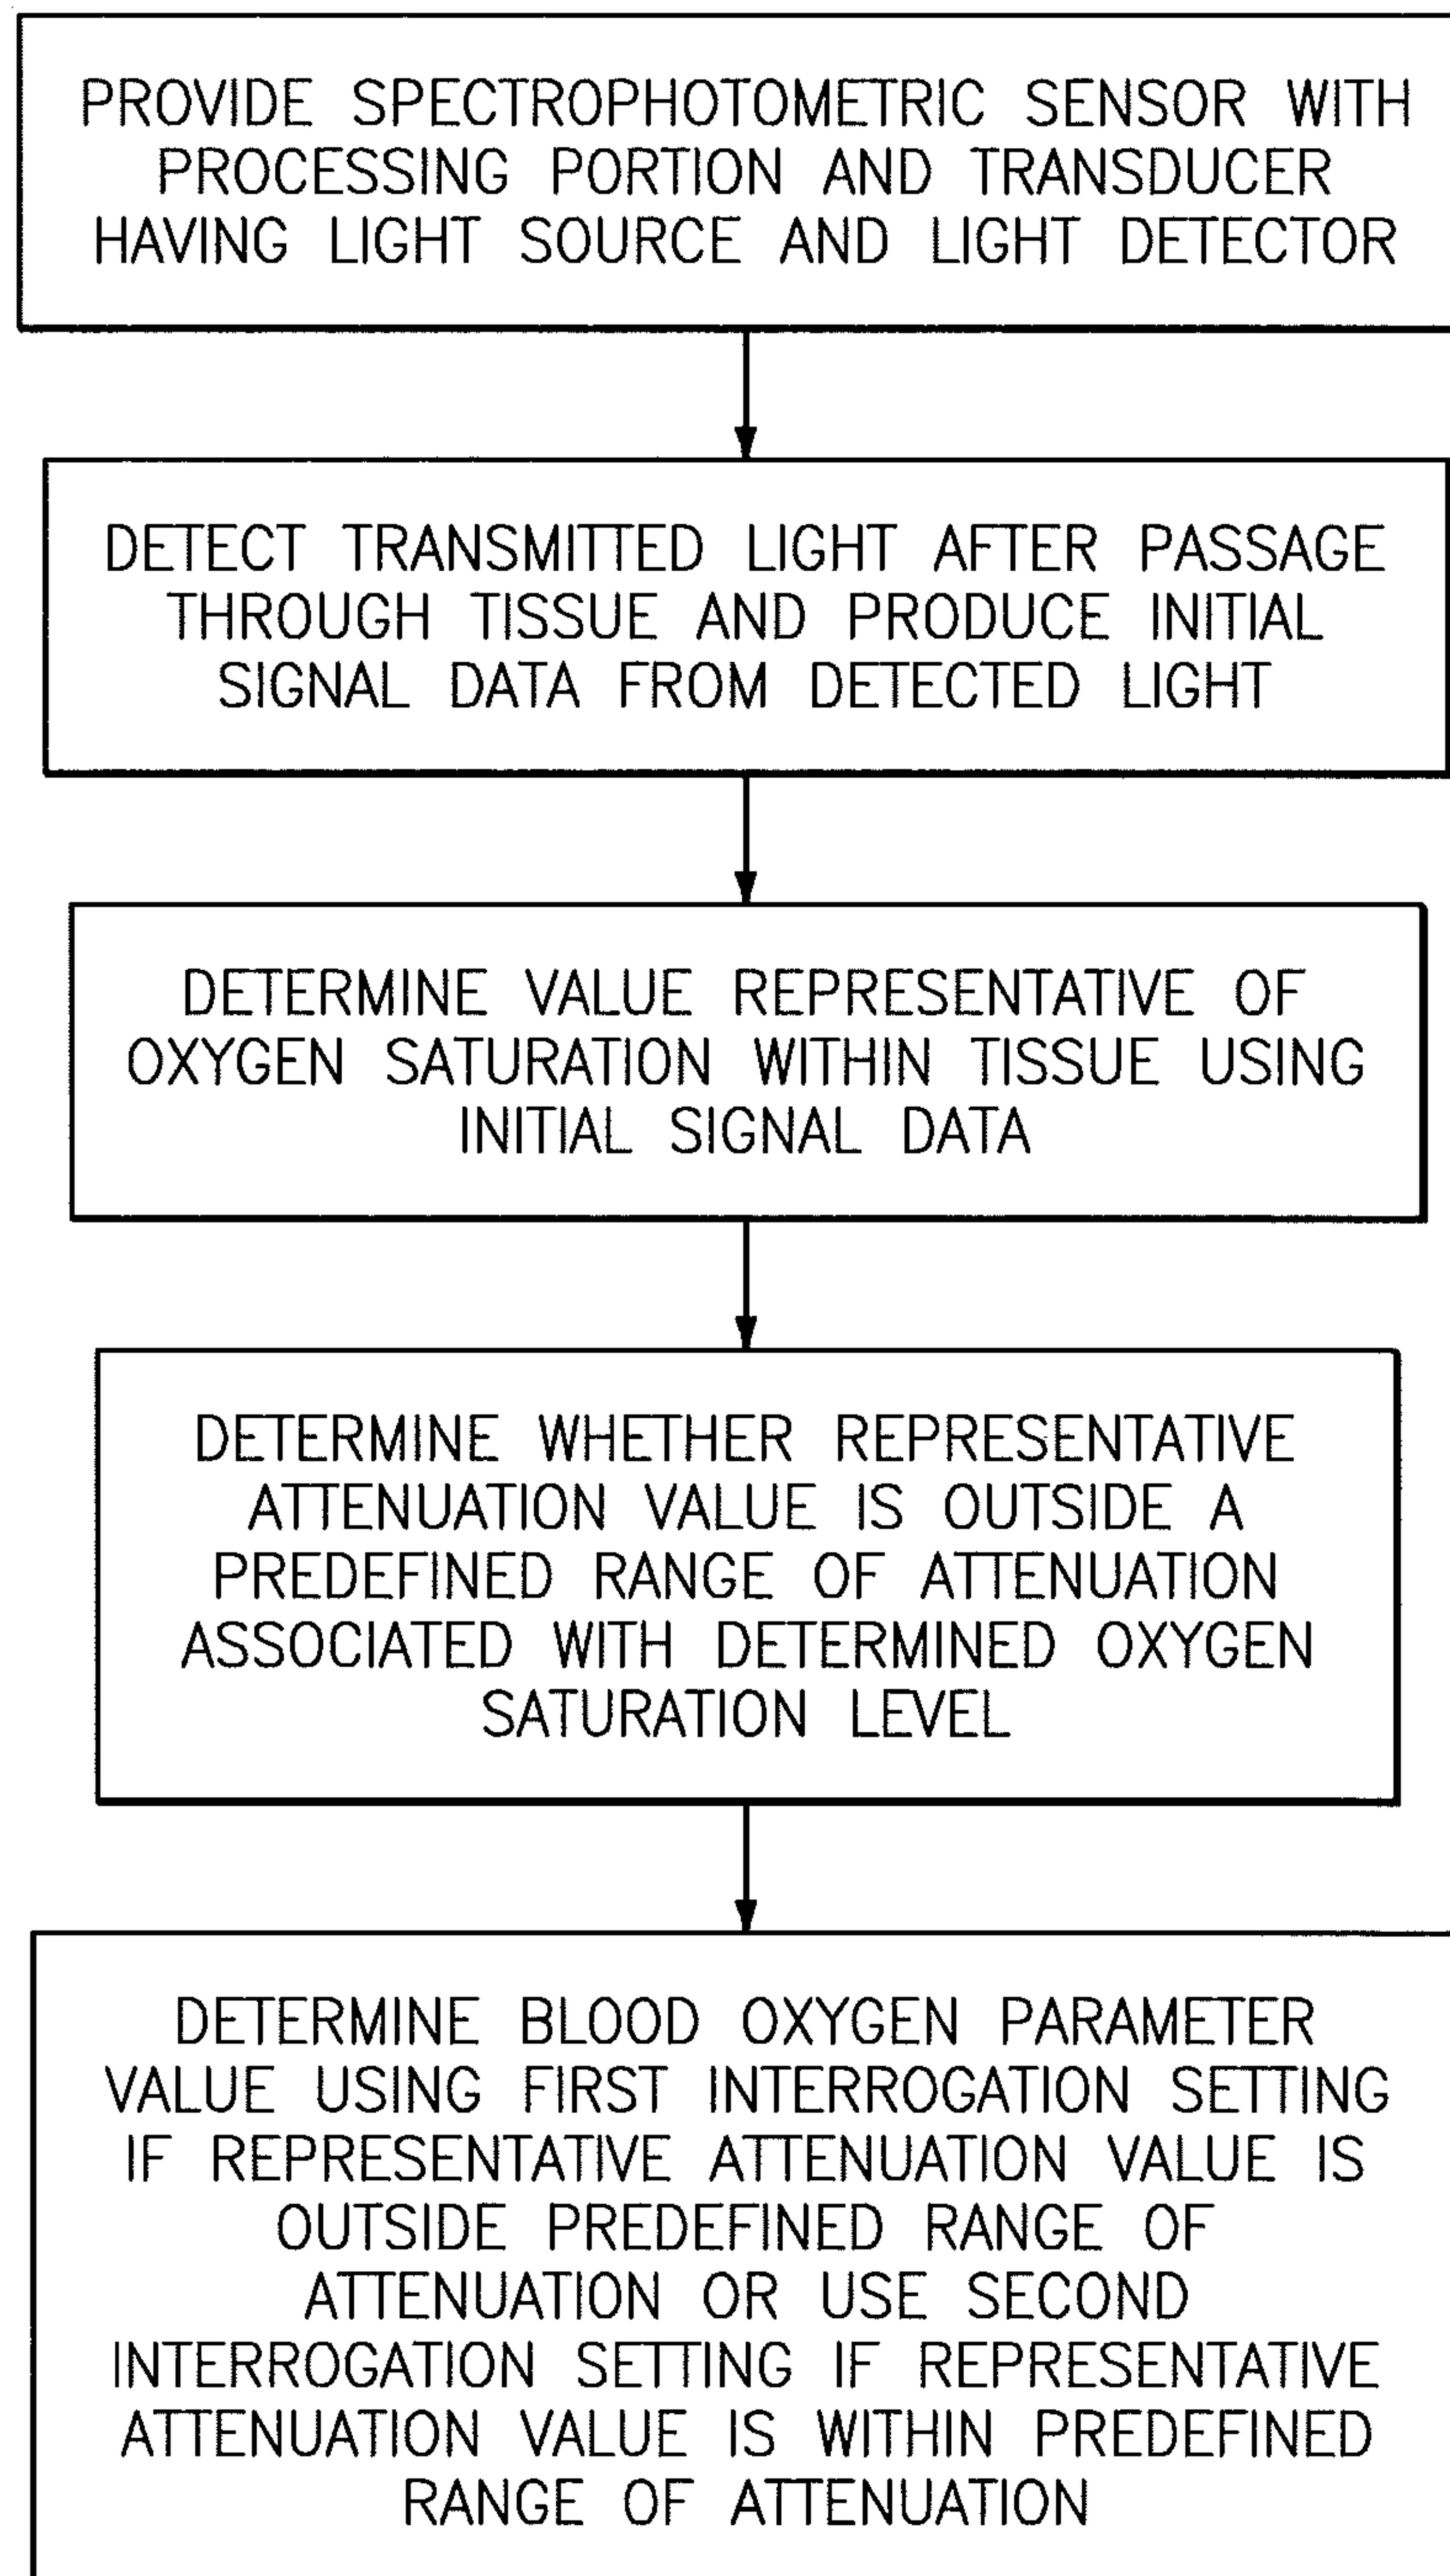 PROVIDE SPECTROPHOTOMETRIC SENSOR WITH
PROCESSING PORTION AND TRANSDUCER
HAVING LIGHT SOURCE AND LIGHT DETECTOR
DETECT TRANSMITTED LIGHT AFTER PASSAGE
THROUGH TISSUE AND PRODUCE INITIAL
SIGNAL DATA FROM DETECTED LIGHT
DETERMINE VALUE REPRESENTATIVE OF
OXYGEN SATURATION WITHIN TISSUE USING
INITIAL SIGNAL DATA
DETERMINE WHETHER REPRESENTATIVE
ATTENUATION VALUE IS OUTSIDE A
PREDEFINED RANGE OF ATTENUATION
ASSOCIATED WITH DETERMINED OXYGEN
SATURATION LEVEL
DETERMINE BLOOD OXYGEN PARAMETER
VALUE USING FIRST INTERROGATION SETTING
IF REPRESENTATIVE ATTENUATION VALUE IS
OUTSIDE PREDEFINED RANGE OF
ATTENUATION OR USE SECOND
INTERROGATION SETTING IF REPRESENTATIVE
ATTENUATION VALUE IS WITHIN PREDEFINED
RANGE OF ATTENUATION